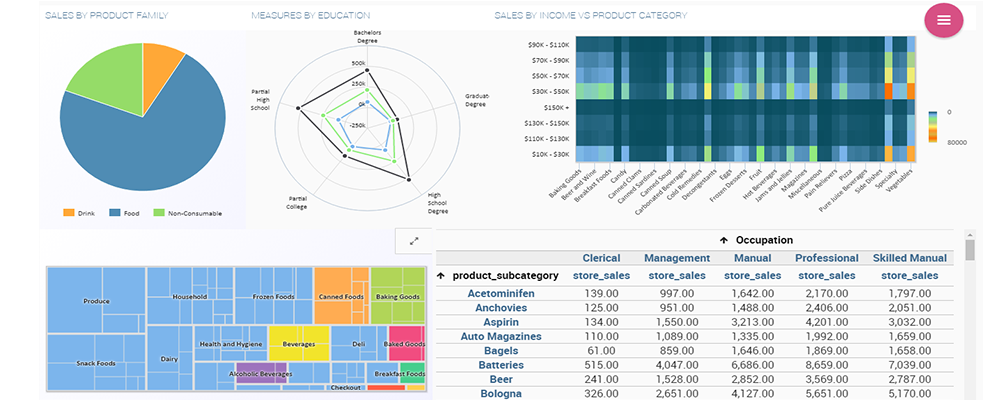 SALES BY PRODUCT FAMILY
Drink
Food
Non-Consumable
MEASURES BY EDUCATION
Bachelors
Degree
Graduat
Degree
High
School
Degree
Partial
College
Partial
High
School
500k
250k
0k
-250k
SALES BY INCOME VS PRODUCT CATEGORY
$90K - $110K
$70K - $90K
$50K - $70K
$30K - $50K
$150K +
$130K - $150K
$110K - $130K
$10K - $30K
Baking Goods
Beer and Wine
Breakfast Foods
Candy
Canned Clams
Canned Sardines
Canned Soup
Carbonated Beverages
Cold Remedies
Decongestants
Eggs
Frozen Desserts
Fruit
Hot Beverages
Jams and Jellies
Magazines
Miscellaneous
Pain Relievers
Pizza
Pure Juice Beverages
Side Dishes
Specialty
Vegetables
0
80000
Produce
Household
Frozen Foods
Canned Foods
Baking Goods
Snack Foods
Dairy
Health and Hygiene
Beverages
Deli
Baked Goods
Alcoholic Beverages
Breakfast Foods
Checkout
Occupation
Clerical Management Manual Professional Skilled Manual
product_subcategory store_sales store_sales store_sales store_sales store_sales
Acetominifen 139.00 997.00 1,642.00 2,170.00 1,797.00
Anchovies 125.00 951.00 1,488.00 2,406.00 2,051.00
Aspirin 134.00 1,550.00 3,213.00 4,201.00 3,032.00
Auto Magazines 110.00 1,089.00 1,335.00 1,992.00 1,659.00
Bagels 61.00 859.00 1,646.00 1,869.00 1,658.00
Batteries 515.00 4,047.00 6,686.00 8,659.00 7,039.00
Beer 241.00 1,528.00 2,852.00 3,569.00 2,787.00
Bologna 326.00 2,651.00 4,127.00 5,651.00 5,170.00